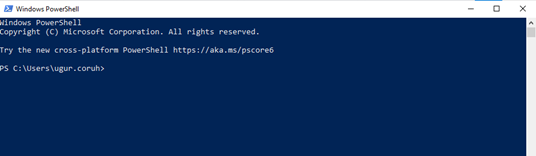 Windows PowerShell
Windows PowerShell
Copyright (C) Microsoft Corporation. All rights reserved.
Try the new cross-platform PowerShell https://aka.ms/pscore6
PS C:\Users\ugur.coruh>